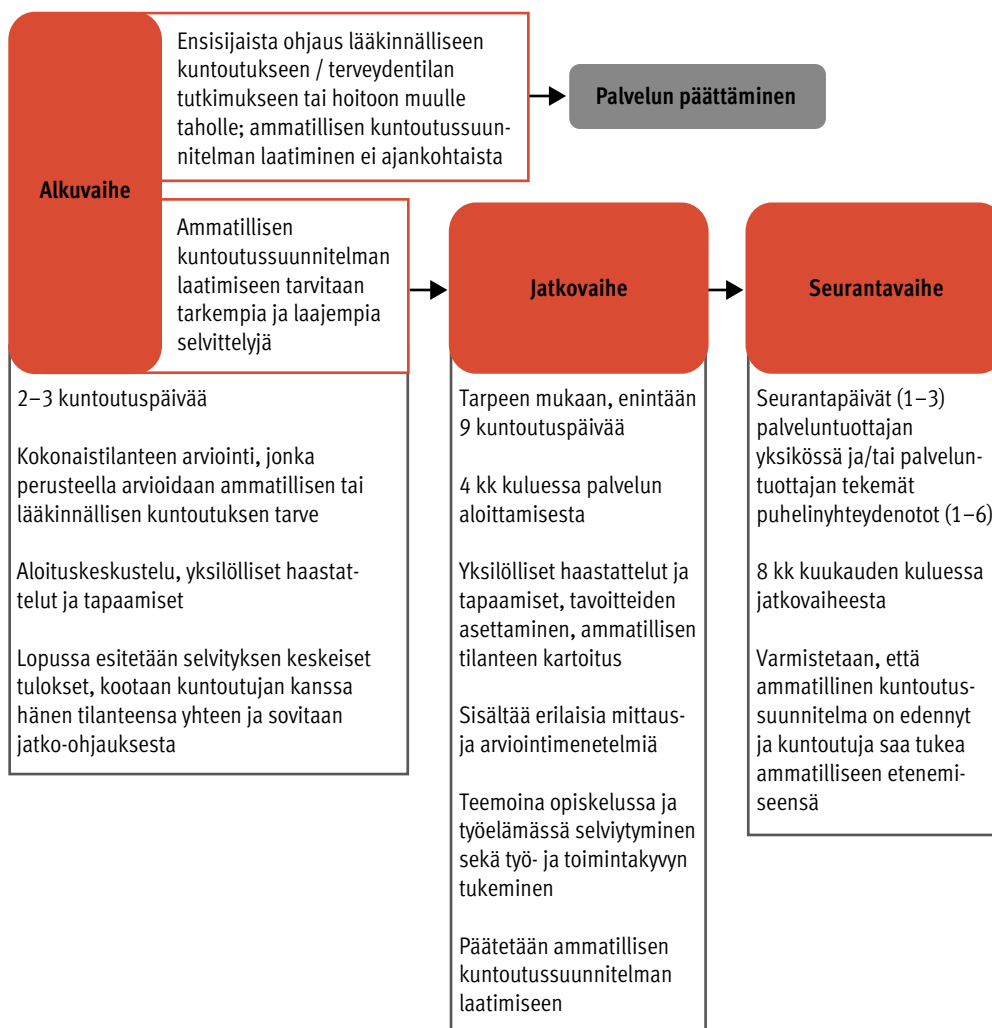 Alkuvaihe
Ensisijaista ohjaus lääkinnälliseen
kuntoutukseen / terveydentilan
tutkimukseen tai hoitoon muulle
taholle; ammatillisen kuntoutussuun-
nitelman laatiminen ei ajankohtaista
Palvelun päättäminen
Ammatillisen
kuntoutussuunnitelman
laatimiseen tarvitaan
tarkempia ja laajempia
selvittelyjä
2–3 kuntoutuspäivää
Kokonaistilanteen arviointi, jonka
perusteella arvioidaan ammatillisen tai
lääkinnällisen kuntoutuksen tarve
Aloituskeskustelu, yksilölliset haastat-
telut ja tapaamiset
Lopussa esitetään selvityksen keskeiset
tulokset, kootaan kuntoutujan kanssa
hänen tilanteensa yhteen ja sovitaan
jatko-ohjauksesta
Jatkovaihe
Tarpeen mukaan, enintään
9 kuntoutuspäivää
4 kk kuluessa palvelun
aloittamisesta
Yksilölliset haastattelut ja
tapaamiset, tavoitteiden
asettaminen, ammatillisen
tilanteen kartoitus
Sisältää erilaisia mittaus-
ja arviointimenetelmiä
Teemoina opiskelussa ja
työelämässä selviytyminen
sekä työ- ja toimintakyvyn
tukeminen
Päätetään ammatillisen
kuntoutussuunnitelman
laatimiseen
Seurantavaihe
Seurantapäivät (1–3)
palveluntuottajan
yksikössä ja/tai palvelun-
tuottajan tekemät
puhelinyhteydenotot (1–6)
8 kk kuukauden kuluessa
jatkovaiheesta
Varmistetaan, että
ammatillinen kuntoutus-
suunnitelma on edennyt
ja kuntoutuja saa tukea
ammatilliseen etenemi-
seensä